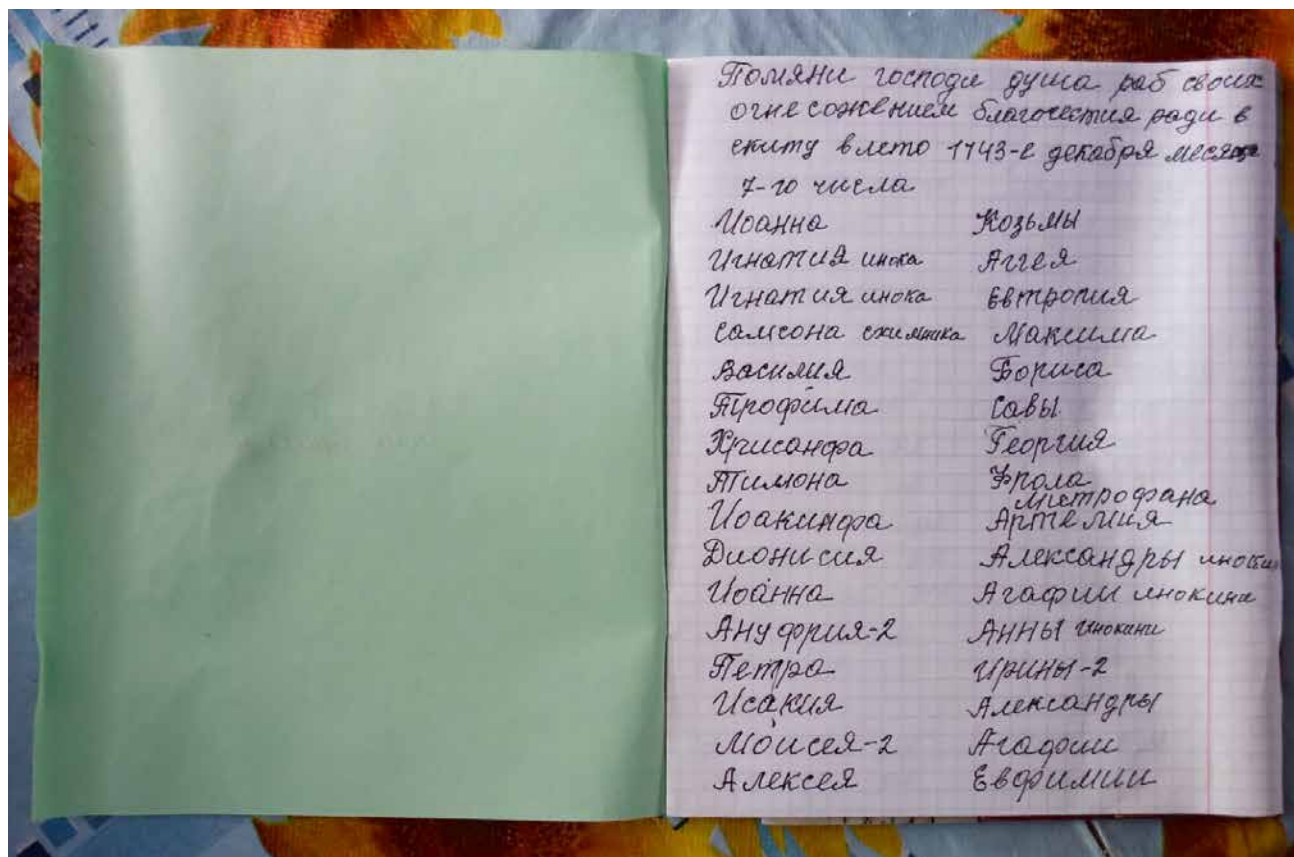 Помяни господи душа раб своих
огнесожением благочестия ради в
скиту в лето 1743-е декабря месяца
7-го числа
Иоанна Козьмы
Игнатия инока Аггея
Игнатия инока Евтропия
Самсона схимника Максима
Василия Бориса
Трофима Савы
Хрисанфа Георгия
Тимона Фрола
Митрофана
Иоакинфа Артемия
Дионисия Александры инокини
Иоанна Агафии инокини
Ануфрия-2 Анны инокини
Петра Ирины-2
Исакия Александры
Моисея-2 Агафии
Алексея Евфимии